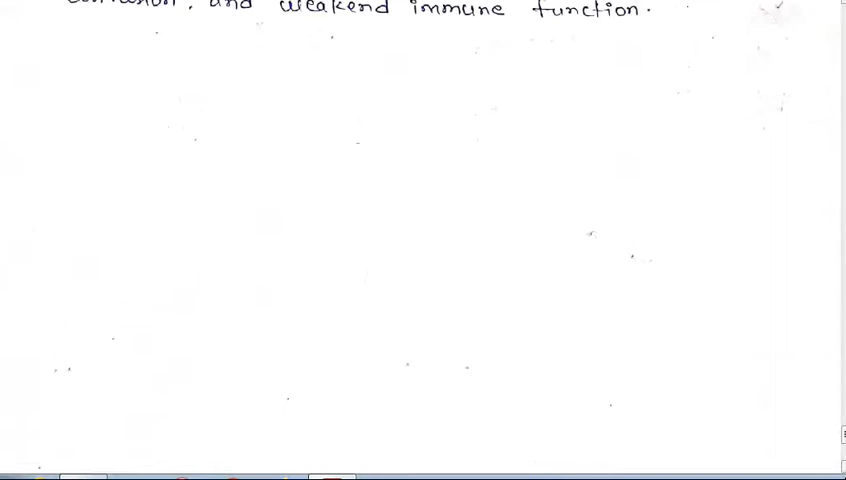 , and weakend immune function.